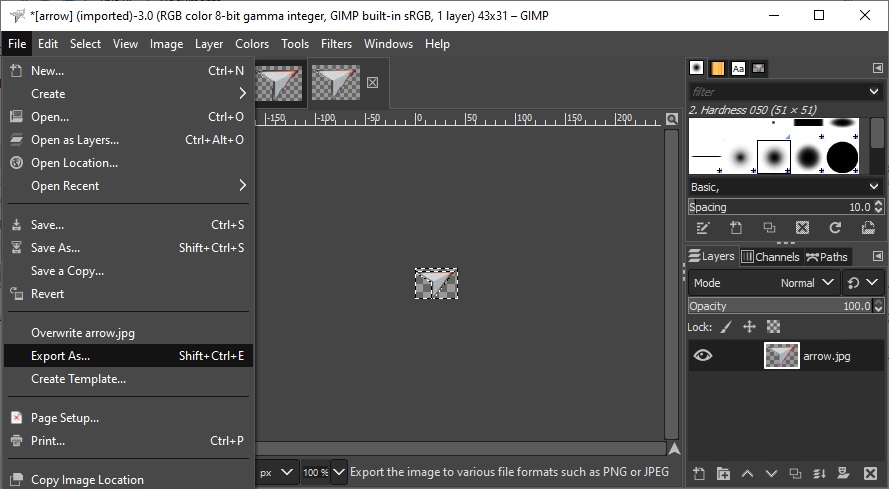 *[arrow] (imported)-3.0 (RGB color 8-bit gamma integer, GIMP built-in sRGB, 1 layer) 43x31 – GIMP
File Edit Select View Image Layer Colors Tools Filters Windows Help
New... Ctrl+N
Create
Open... Ctrl+O
Open as Layers... Ctrl+Alt+O
Open Location...
Open Recent
Save... Ctrl+S
Save As... Shift+Ctrl+S
Save a Copy...
Revert
Overwrite arrow.jpg
Export As... Shift+Ctrl+E
Create Template...
Page Setup...
Print... Ctrl+P
Copy Image Location
-150 -100 -50 0 100 200
px 100 % Export the image to various file formats such as PNG or JPEG
Aa
filter
2. Hardness 050 (51 × 51)
Basic,
Spacing 10.0
Layers Channels Paths
Mode Normal
Opacity 100.0
Lock:
arrow.jpg